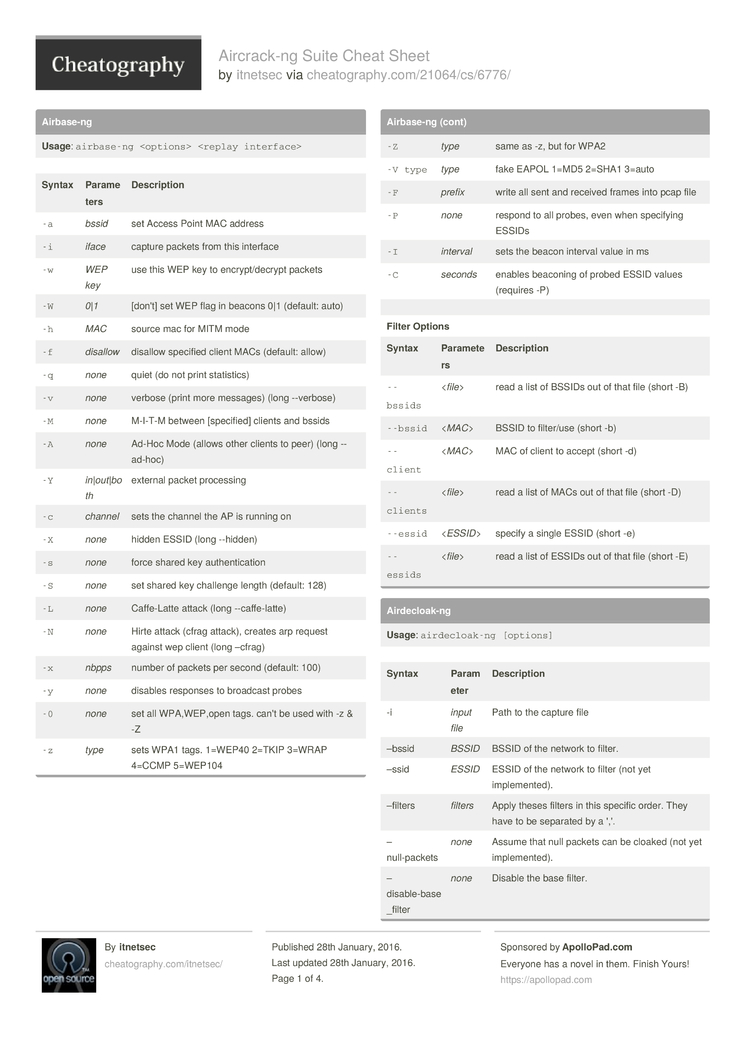 Cheatography
Aircrack-ng Suite Cheat Sheet
by itnetsec via cheatography.com/21064/cs/6776/
Airbase-ng
Usage: airbase-ng <options> <replay interface>
Syntax Parame Description
ters
-a bssid set Access Point MAC address
-i iface capture packets from this interface
-w WEP use this WEP key to encrypt/decrypt packets
key
-W 0|1 [don't] set WEP flag in beacons 0|1 (default: auto)
-h MAC source mac for MITM mode
-f disallow disallow specified client MACs (default: allow)
-q none quiet (do not print statistics)
-v none verbose (print more messages) (long --verbose)
-M none M-I-T-M between [specified] clients and bssids
-A none Ad-Hoc Mode (allows other clients to peer) (long --
ad-hoc)
-Y in|out|bo external packet processing
th
-c channel sets the channel the AP is running on
-X none hidden ESSID (long --hidden)
-s none force shared key authentication
-S none set shared key challenge length (default: 128)
-L none Caffe-Latte attack (long --caffe-latte)
-N none Hirte attack (cfrag attack), creates arp request
against wep client (long –cfrag)
-x nbpps number of packets per second (default: 100)
-y none disables responses to broadcast probes
-0 none set all WPA,WEP,open tags. can't be used with -z &
-Z
-z type sets WPA1 tags. 1=WEP40 2=TKIP 3=WRAP
4=CCMP 5=WEP104
Airbase-ng (cont)
-Z type same as -z, but for WPA2
-V type type fake EAPOL 1=MD5 2=SHA1 3=auto
-F prefix write all sent and received frames into pcap file
-P none respond to all probes, even when specifying
ESSIDs
-I interval sets the beacon interval value in ms
-C seconds enables beaconing of probed ESSID values
(requires -P)
Filter Options
Syntax Paramete Description
rs
-- <file> read a list of BSSIDs out of that file (short -B)
bssids
--bssid <MAC> BSSID to filter/use (short -b)
-- <MAC> MAC of client to accept (short -d)
client
-- <file> read a list of MACs out of that file (short -D)
clients
--essid <ESSID> specify a single ESSID (short -e)
-- <file> read a list of ESSIDs out of that file (short -E)
essids
Airdecloak-ng
Usage: airdecloak-ng [options]
Syntax Param Description
eter
-i input Path to the capture file
file
–bssid BSSID BSSID of the network to filter.
–ssid ESSID ESSID of the network to filter (not yet
implemented).
–filters filters Apply theses filters in this specific order. They
have to be separated by a ','.
– none Assume that null packets can be cloaked (not yet
null-packets implemented).
– none Disable the base filter.
disable-base
_filter
open source
TM
By itnetsec
cheatography.com/itnetsec/
Published 28th January, 2016.
Last updated 28th January, 2016.
Page 1 of 4.
Sponsored by ApolloPad.com
Everyone has a novel in them. Finish Yours!
https://apollopad.com